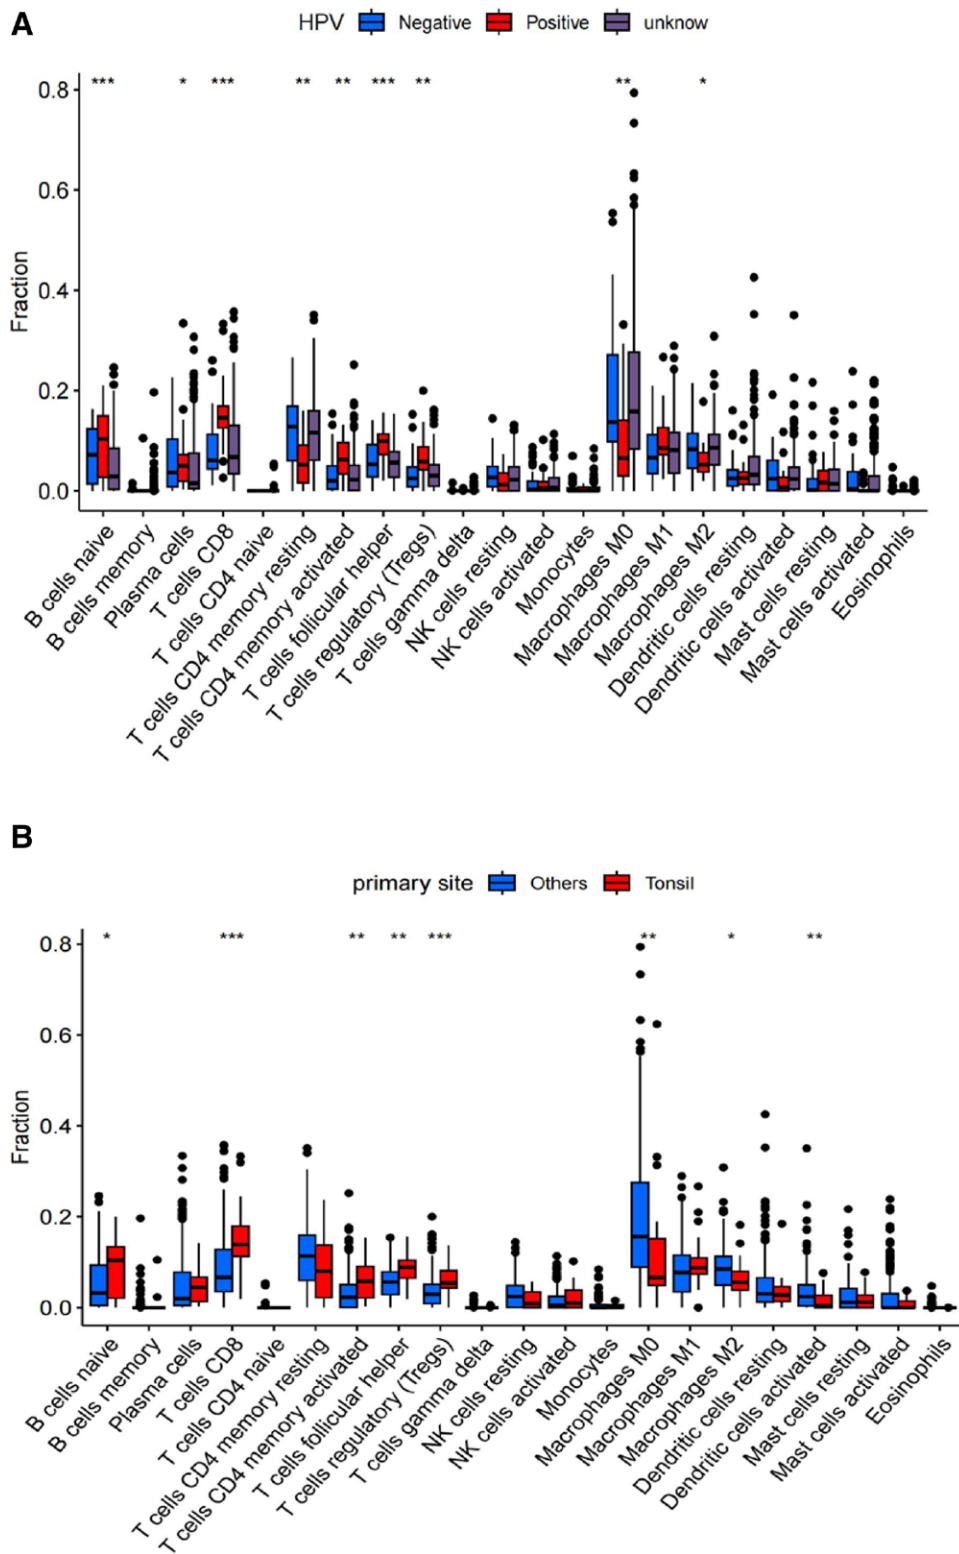 A
HPV Negative Positive unknow
*** * *** ** ** *** ** ** *
Fraction
0.8
0.6
0.4
0.2
0.0
B cells naive
B cells memory
Plasma cells
T cells CD8
T cells CD4 naive
T cells CD4 memory resting
T cells CD4 memory activated
T cells follicular helper
T cells regulatory (Tregs)
T cells gamma delta
NK cells resting
NK cells activated
Monocytes
Macrophages M0
Macrophages M1
Macrophages M2
Dendritic cells resting
Dendritic cells activated
Mast cells resting
Mast cells activated
Eosinophils
B
primary site Others Tonsil
* *** ** ** *** ** * **
Fraction
0.8
0.6
0.4
0.2
0.0
B cells naive
B cells memory
Plasma cells
T cells CD8
T cells CD4 naive
T cells CD4 memory resting
T cells CD4 memory activated
T cells follicular helper
T cells regulatory (Tregs)
T cells gamma delta
NK cells resting
NK cells activated
Monocytes
Macrophages M0
Macrophages M1
Macrophages M2
Dendritic cells resting
Dendritic cells activated
Mast cells resting
Mast cells activated
Eosinophils